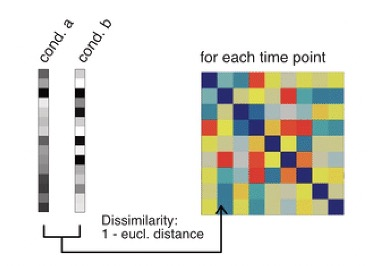 cond. a
cond. b
for each time point
Dissimilarity:
1 - eucl. distance